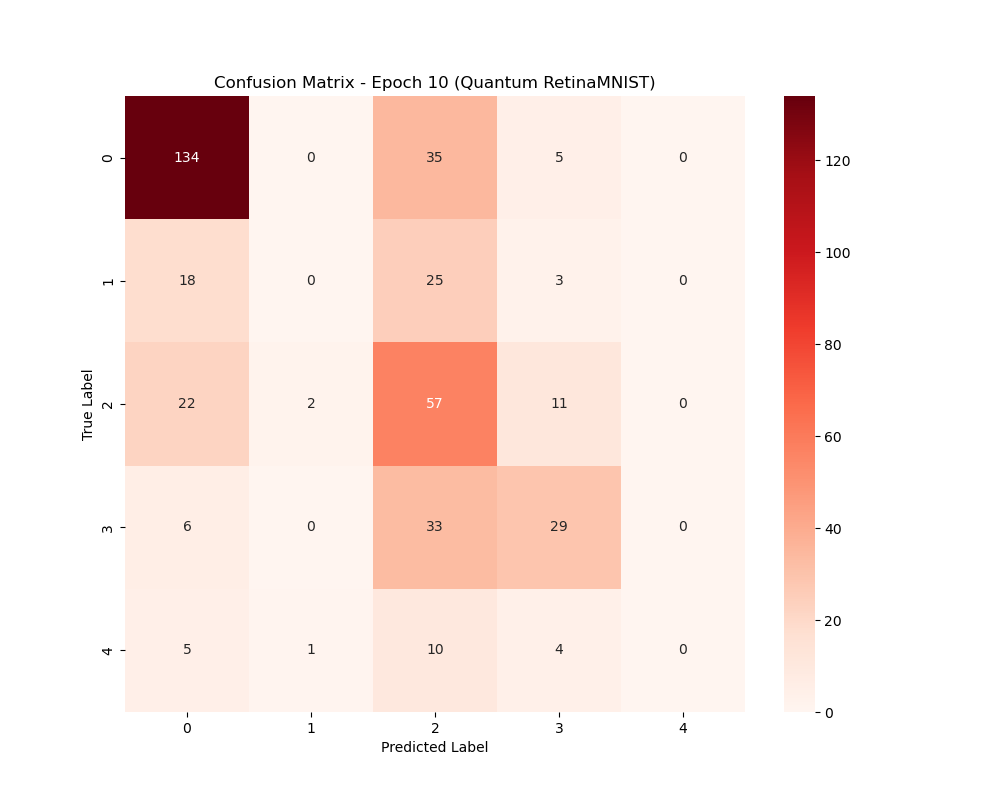 Confusion Matrix - Epoch 10 (Quantum RetinaMNIST)
0 134 0 35 5 0
1 18 0 25 3 0
2 22 2 57 11 0
3 6 0 33 29 0
4 5 1 10 4 0
0 1 2 3 4
Predicted Label
True Label
120
100
80
60
40
20
0